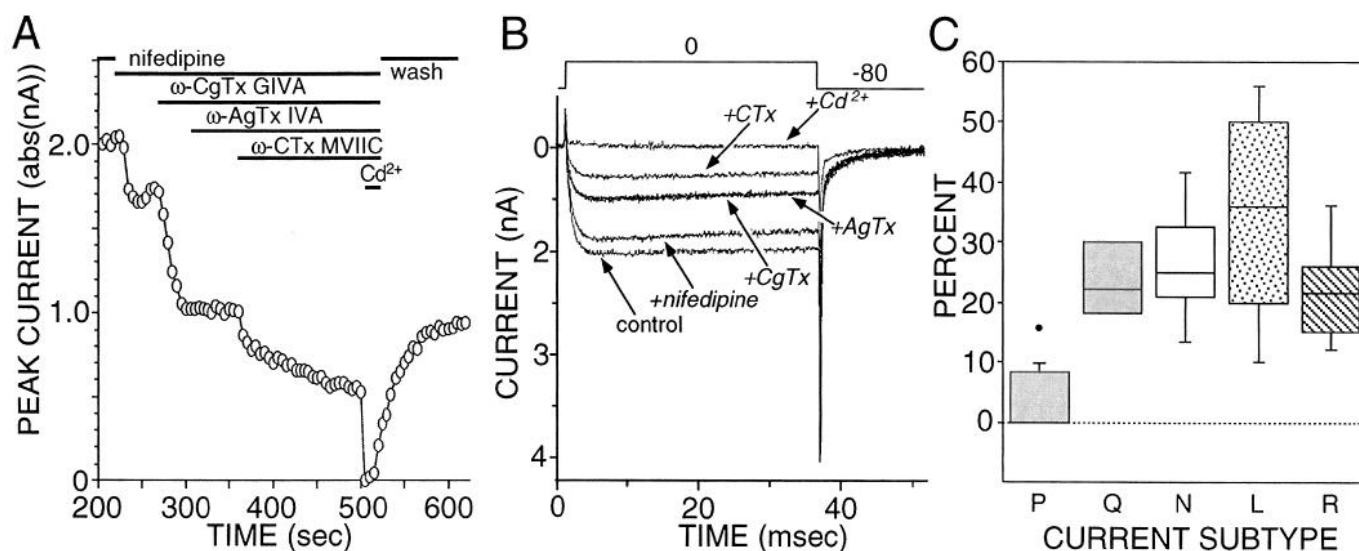 A
nifedipine
wash
ω-CgTx GIVA
ω-AgTx IVA
ω-CTx MVIIC
Cd²⁺
PEAK CURRENT (abs(nA))
2.0
1.0
0
200 300 400 500 600
TIME (sec)
B
0
-80
+Cd²⁺
+CTx
+AgTx
+CgTx
+nifedipine
control
CURRENT (nA)
0
2
3
4
0 20 40
TIME (msec)
C
PERCENT
60
50
40
30
20
10
0
P Q N L R
CURRENT SUBTYPE